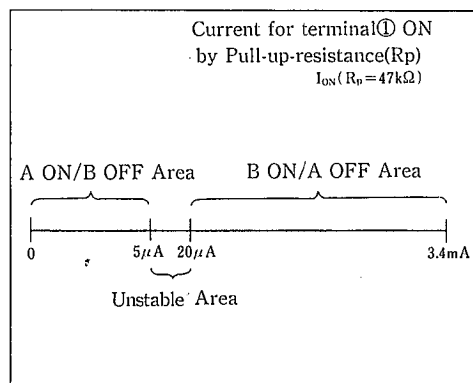 Current for terminal① ON
by Pull-up-resistance(Rp)
I_ON(Rp=47kΩ)
A ON/B OFF Area
B ON/A OFF Area
0
5μA
20μA
3.4mA
Unstable Area